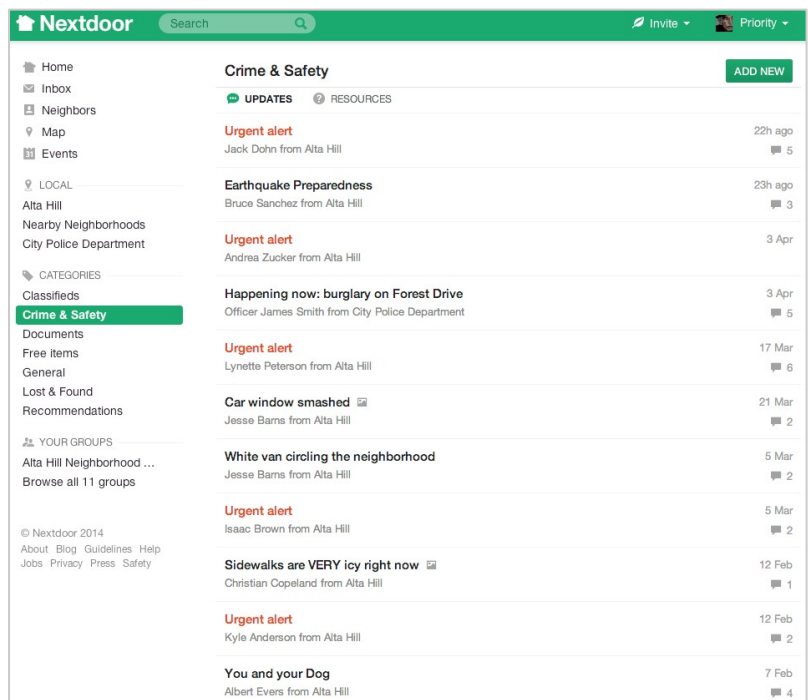 Nextdoor
Search
Invite
Priority
Home
Inbox
Neighbors
Map
31 Events
LOCAL
Alta Hill
Nearby Neighborhoods
City Police Department
CATEGORIES
Classifieds
Crime & Safety
Documents
Free items
General
Lost & Found
Recommendations
YOUR GROUPS
Alta Hill Neighborhood ...
Browse all 11 groups
© Nextdoor 2014
About Blog Guidelines Help
Jobs Privacy Press Safety
Crime & Safety
ADD NEW
UPDATES ? RESOURCES
Urgent alert 22h ago
Jack Dohn from Alta Hill 5
Earthquake Preparedness 23h ago
Bruce Sanchez from Alta Hill 3
Urgent alert 3 Apr
Andrea Zucker from Alta Hill
Happening now: burglary on Forest Drive 3 Apr
Officer James Smith from City Police Department 5
Urgent alert 17 Mar
Lynette Peterson from Alta Hill 6
Car window smashed 21 Mar
Jesse Barns from Alta Hill 2
White van circling the neighborhood 5 Mar
Jesse Barns from Alta Hill 2
Urgent alert 5 Mar
Isaac Brown from Alta Hill 2
Sidewalks are VERY icy right now 12 Feb
Christian Copeland from Alta Hill 1
Urgent alert 12 Feb
Kyle Anderson from Alta Hill 2
You and your Dog 7 Feb
Albert Evers from Alta Hill 4